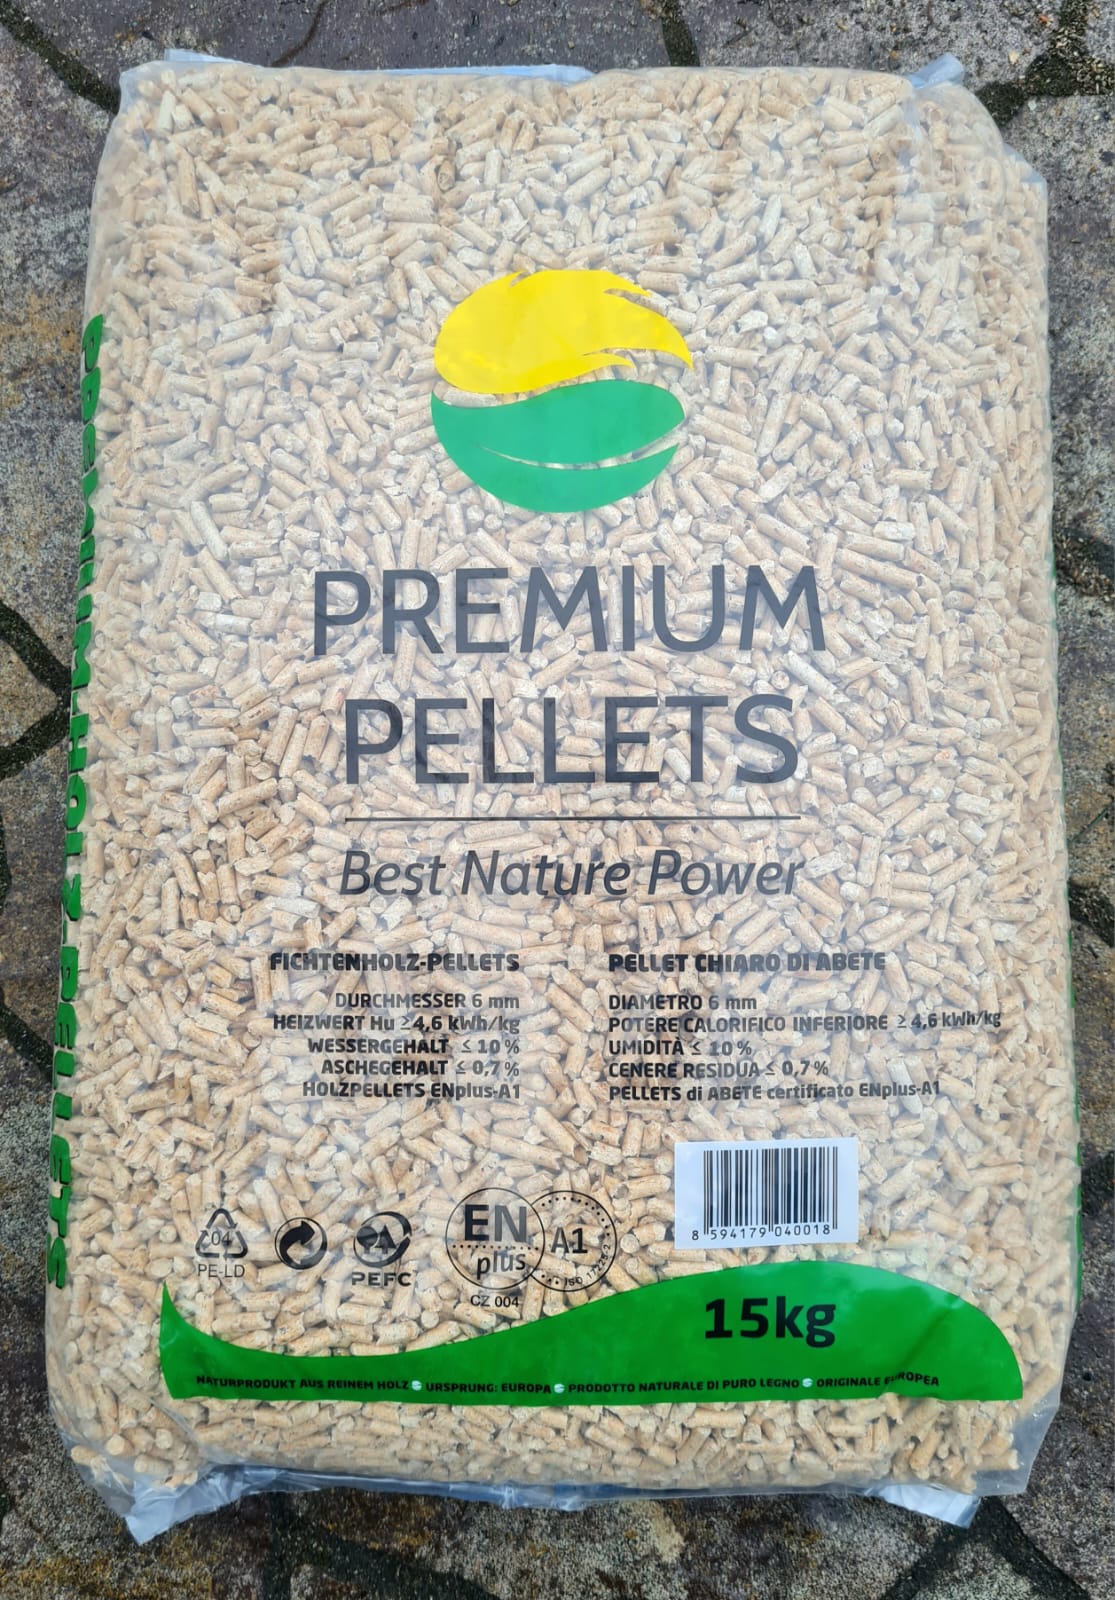 PREMIUM
PELLETS
Best Nature Power
FICHTENHOLZ-PELLETS
DURCHMESSER 6 mm
HEIZWERT Hu ≥4,6 kWh/kg
WESSERGEHALT ≤ 10 %
ASCHEGEHALT ≤ 0,7 %
HOLZPELLETS ENplus-A1
PELLET CHIARO DI ABETE
DIAMETRO 6 mm
POTERE CALORIFICO INFERIORE ≥ 4,6 kWh/kg
UMIDITÀ ≤ 10 %
CENERE RESIDUA ≤ 0,7 %
PELLETS di ABETE certificato ENplus-A1
8 594179 040018
04
PE-LD
PEFC
EN
plus
A1
CZ 004
15kg
NATURPRODUKT AUS REINEM HOLZ URSPRUNG: EUROPA PRODOTTO NATURALE DI PURO LEGNO ORIGINALE EUROPEA
PREMIUM-HOLZ-PELLETS